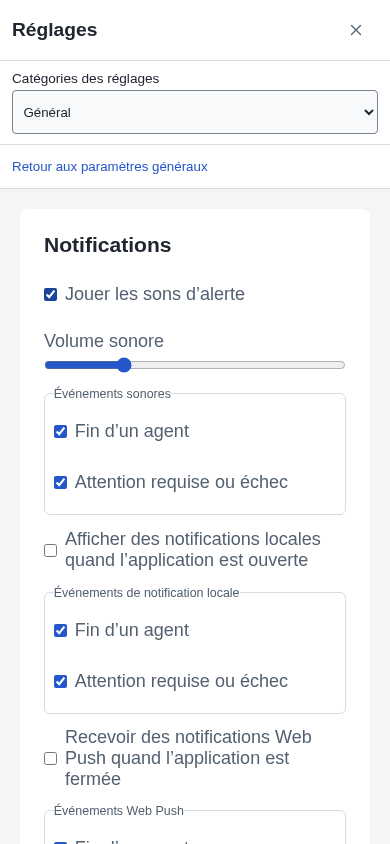 Réglages
Catégories des réglages
Général
Retour aux paramètres généraux
Notifications
Jouer les sons d’alerte
Volume sonore
Événements sonores
Fin d’un agent
Attention requise ou échec
Afficher des notifications locales
quand l’application est ouverte
Événements de notification locale
Fin d’un agent
Attention requise ou échec
Recevoir des notifications Web
Push quand l’application est
fermée
Événements Web Push